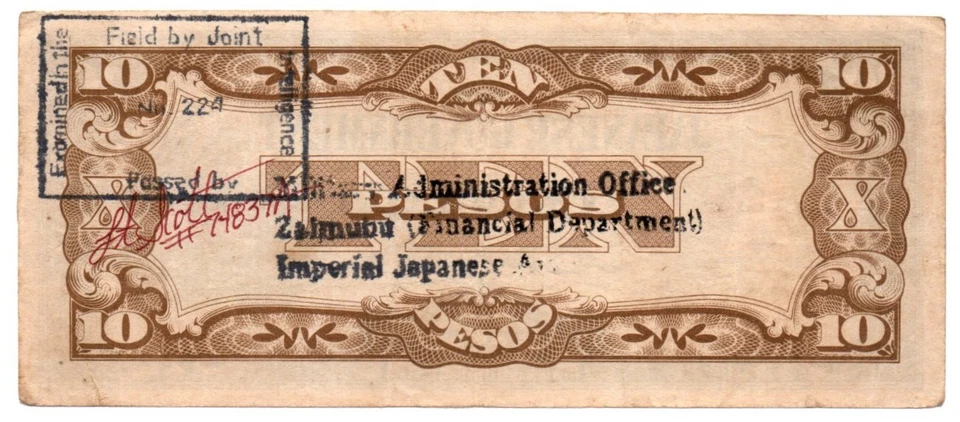 Examined in the
Field by Joint
Intelligence
No. 224
Passed by
10
TEN
10
X
TEN
PESOS
X
Administration Office
Zaimubu (Financial Department)
Imperial Japanese
10
PESOS
10